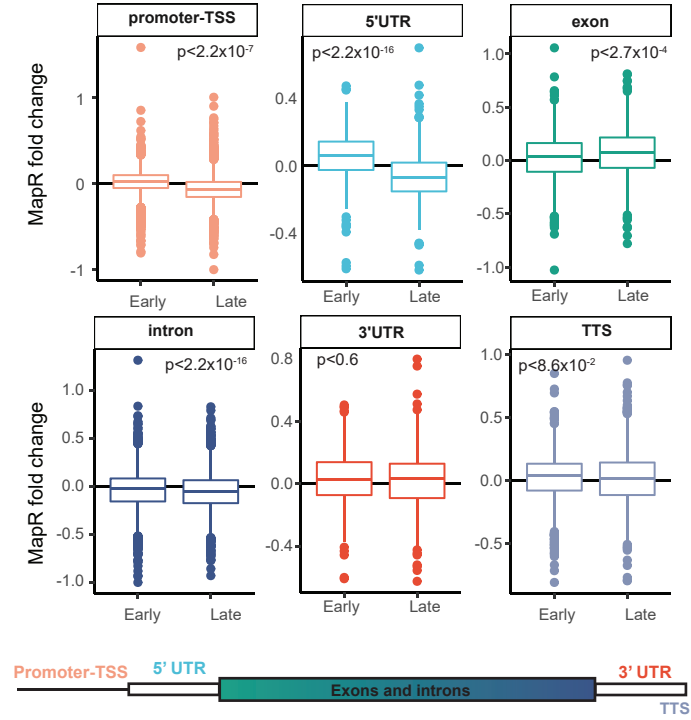 promoter-TSS
5'UTR
exon
p<2.2x10-7
p<2.2x10-16
p<2.7x10-4
MapR fold change
1
0
-1
0.4
0.0
-0.4
1.0
0.5
0.0
-0.5
-1.0
Early
Late
Early
Late
Early
Late
intron
3'UTR
TTS
p<2.2x10-16
p<0.6
p<8.6x10-2
MapR fold change
1.0
0.5
0.0
-0.5
-1.0
0.8
0.4
0.0
-0.4
1.0
0.5
0.0
-0.5
Early
Late
Early
Late
Early
Late
Promoter-TSS
5' UTR
Exons and introns
3' UTR
TTS